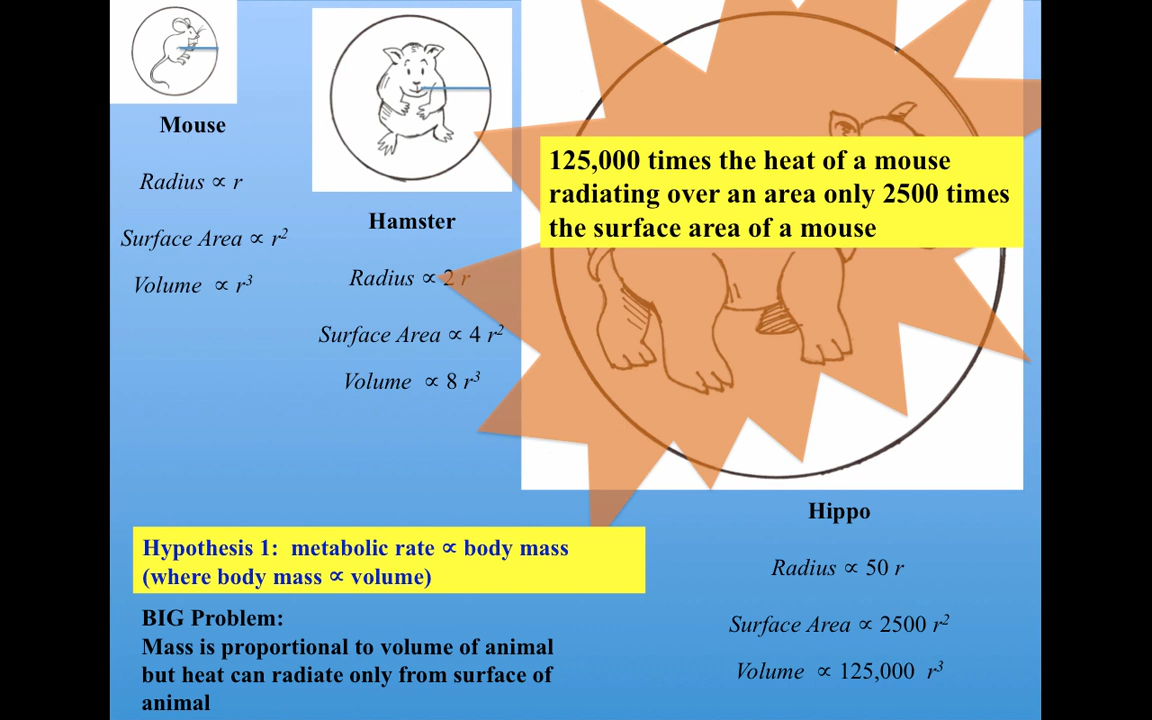 Mouse
Radius ∝ r
Surface Area ∝ r²
Volume ∝ r³
Hamster
Radius ∝ 2 r
Surface Area ∝ 4 r²
Volume ∝ 8 r³
125,000 times the heat of a mouse
radiating over an area only 2500 times
the surface area of a mouse
Hippo
Radius ∝ 50 r
Surface Area ∝ 2500 r²
Volume ∝ 125,000 r³
Hypothesis 1: metabolic rate ∝ body mass
(where body mass ∝ volume)
BIG Problem:
Mass is proportional to volume of animal
but heat can radiate only from surface of
animal